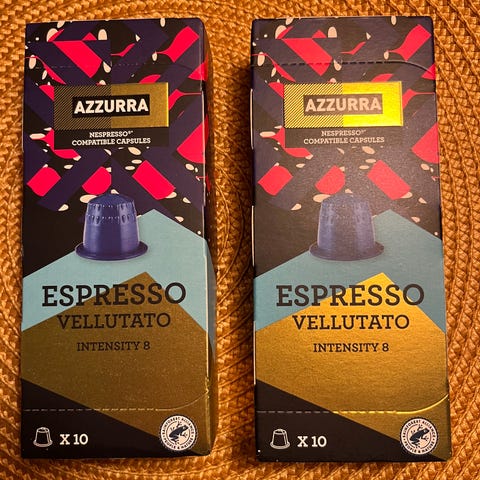 AZZURRA
NESPRESSO®*
COMPATIBLE CAPSULES
ESPRESSO
VELLUTATO
INTENSITY 8
X 10
AZZURRA
NESPRESSO®*
COMPATIBLE CAPSULES
ESPRESSO
VELLUTATO
INTENSITY 8
X 10